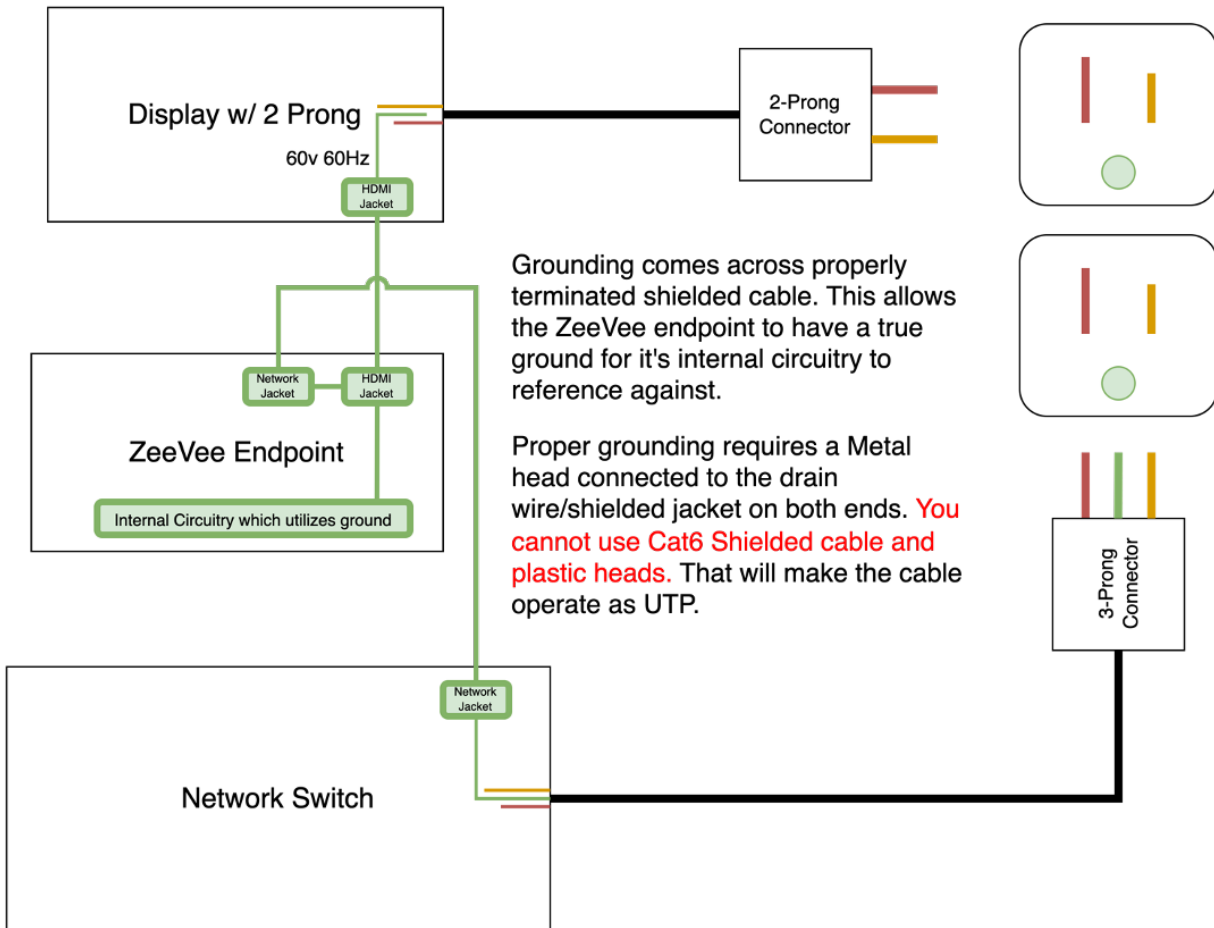 Display w/ 2 Prong
60v 60Hz
HDMI
Jacket
2-Prong
Connector
Grounding comes across properly
terminated shielded cable. This allows
the ZeeVee endpoint to have a true
ground for it's internal circuitry to
reference against.
Proper grounding requires a Metal
head connected to the drain
wire/shielded jacket on both ends. You
cannot use Cat6 Shielded cable and
plastic heads. That will make the cable
operate as UTP.
Network
Jacket
HDMI
Jacket
ZeeVee Endpoint
Internal Circuitry which utilizes ground
3-Prong
Connector
Network
Jacket
Network Switch